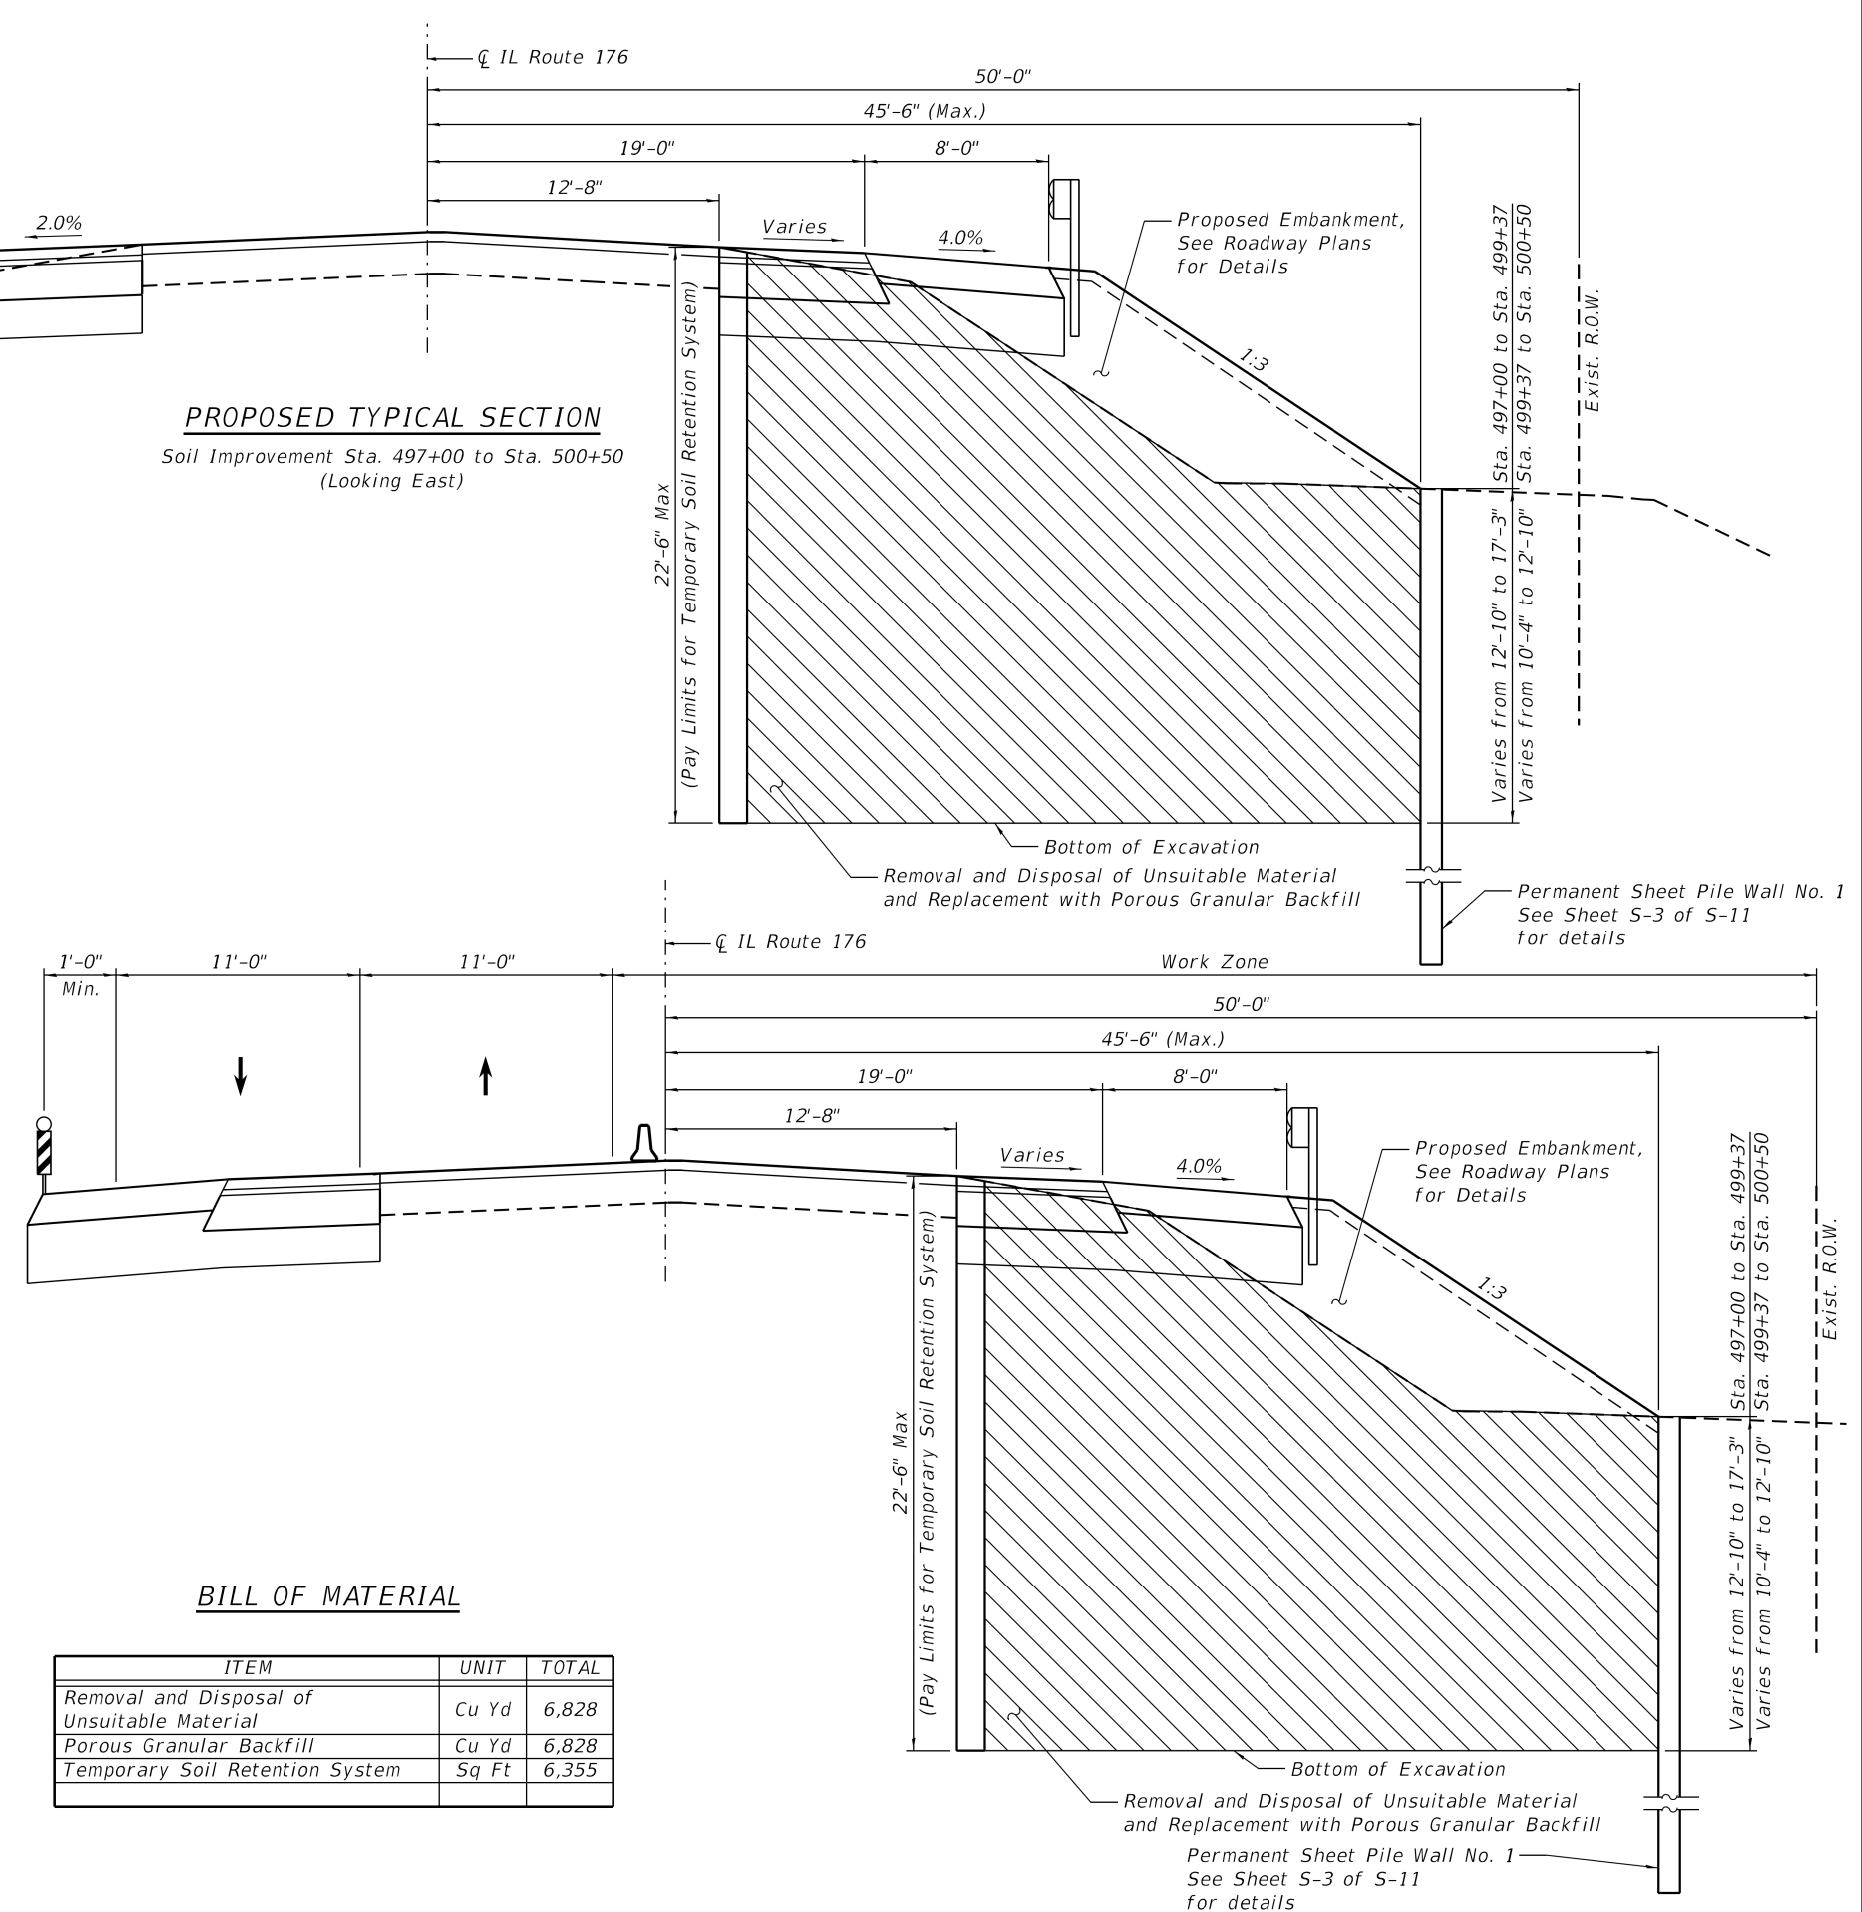 ℄ IL Route 176
50'-0"
45'-6" (Max.)
19'-0"
8'-0"
12'-8"
2.0%
Varies
4.0%
Proposed Embankment,
See Roadway Plans
for Details
1:3
Sta. 497+00 to Sta. 499+37
Sta. 499+37 to Sta. 500+50
Exist. R.O.W.
PROPOSED TYPICAL SECTION
Soil Improvement Sta. 497+00 to Sta. 500+50
(Looking East)
22'-6" Max
(Pay Limits for Temporary Soil Retention System)
Varies from 12'-10" to 17'-3"
Varies from 10'-4" to 12'-10"
Bottom of Excavation
Removal and Disposal of Unsuitable Material
and Replacement with Porous Granular Backfill
Permanent Sheet Pile Wall No. 1
See Sheet S-3 of S-11
for details
℄ IL Route 176
1'-0"
Min.
11'-0"
11'-0"
Work Zone
50'-0"
45'-6" (Max.)
19'-0"
8'-0"
12'-8"
Varies
4.0%
Proposed Embankment,
See Roadway Plans
for Details
1:3
Sta. 497+00 to Sta. 499+37
Sta. 499+37 to Sta. 500+50
Exist. R.O.W.
22'-6" Max
(Pay Limits for Temporary Soil Retention System)
Varies from 12'-10" to 17'-3"
Varies from 10'-4" to 12'-10"
Bottom of Excavation
Removal and Disposal of Unsuitable Material
and Replacement with Porous Granular Backfill
Permanent Sheet Pile Wall No. 1
See Sheet S-3 of S-11
for details
BILL OF MATERIAL
ITEM UNIT TOTAL
Removal and Disposal of
Unsuitable Material Cu Yd 6,828
Porous Granular Backfill Cu Yd 6,828
Temporary Soil Retention System Sq Ft 6,355